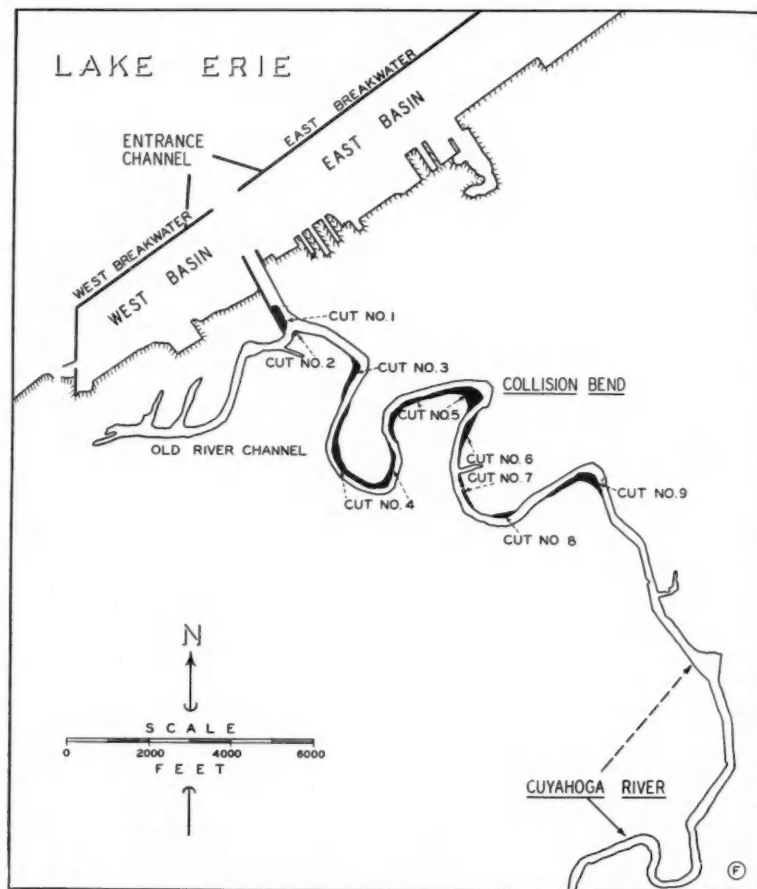 LAKE ERIE
ENTRANCE
CHANNEL
EAST BREAKWATER
EAST BASIN
WEST BREAKWATER
WEST BASIN
CUT NO. 1
CUT NO. 2
CUT NO. 3
COLLISION BEND
CUT NO. 5
OLD RIVER CHANNEL
CUT NO. 6
CUT NO. 7
CUT NO. 4
CUT NO. 9
CUT NO 8
N
SCALE
0 2000 4000 6000
FEET
CUYAHOGA RIVER
F